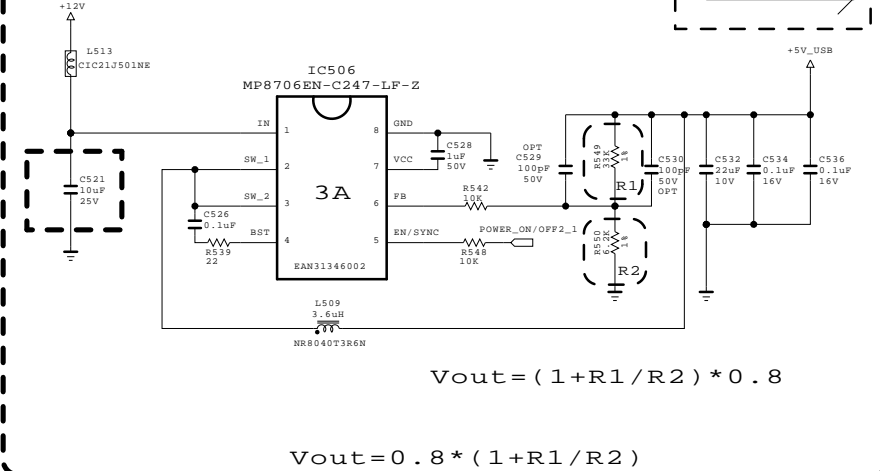 +12V
L513
CIC21J501NE
IC506
MP8706EN-C247-LF-Z
+5V_USB
IN
1
8
GND
C528
1uF
50V
SW_1
2
7
VCC
3A
SW_2
3
6
FB
BST
4
5
EN/SYNC
EAN31346002
C521
10uF
25V
C526
0.1uF
R539
22
R542
10K
POWER_ON/OFF2_1
R548
10K
OPT
C529
100pF
50V
R549
33K
1%
R1
C530
100pF
50V
OPT
R550
6.2K
1%
R2
C532
22uF
10V
C534
0.1uF
16V
C536
0.1uF
16V
L509
3.6uH
NR8040T3R6N
Vout=(1+R1/R2)*0.8
Vout=0.8*(1+R1/R2)